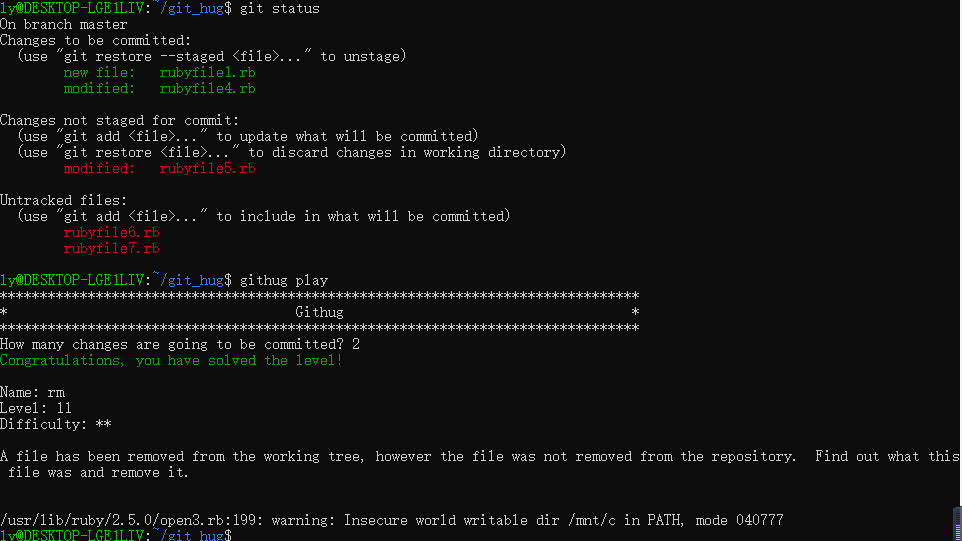 ly@DESKTOP-LGE1LIV:~/git_hug$ git status
On branch master
Changes to be committed:
  (use "git restore --staged <file>..." to unstage)
        new file:   rubyfile1.rb
        modified:   rubyfile4.rb

Changes not staged for commit:
  (use "git add <file>..." to update what will be committed)
  (use "git restore <file>..." to discard changes in working directory)
        modified:   rubyfile5.rb

Untracked files:
  (use "git add <file>..." to include in what will be committed)
        rubyfile6.rb
        rubyfile7.rb

ly@DESKTOP-LGE1LIV:~/git_hug$ githug play
********************************************************************************
*                                    Githug                                    *
********************************************************************************
How many changes are going to be committed? 2
Congratulations, you have solved the level!

Name: rm
Level: 11
Difficulty: **

A file has been removed from the working tree, however the file was not removed from the repository.  Find out what this
 file was and remove it.


/usr/lib/ruby/2.5.0/open3.rb:199: warning: Insecure world writable dir /mnt/c in PATH, mode 040777
ly@DESKTOP-LGE1LIV:~/git_hug$